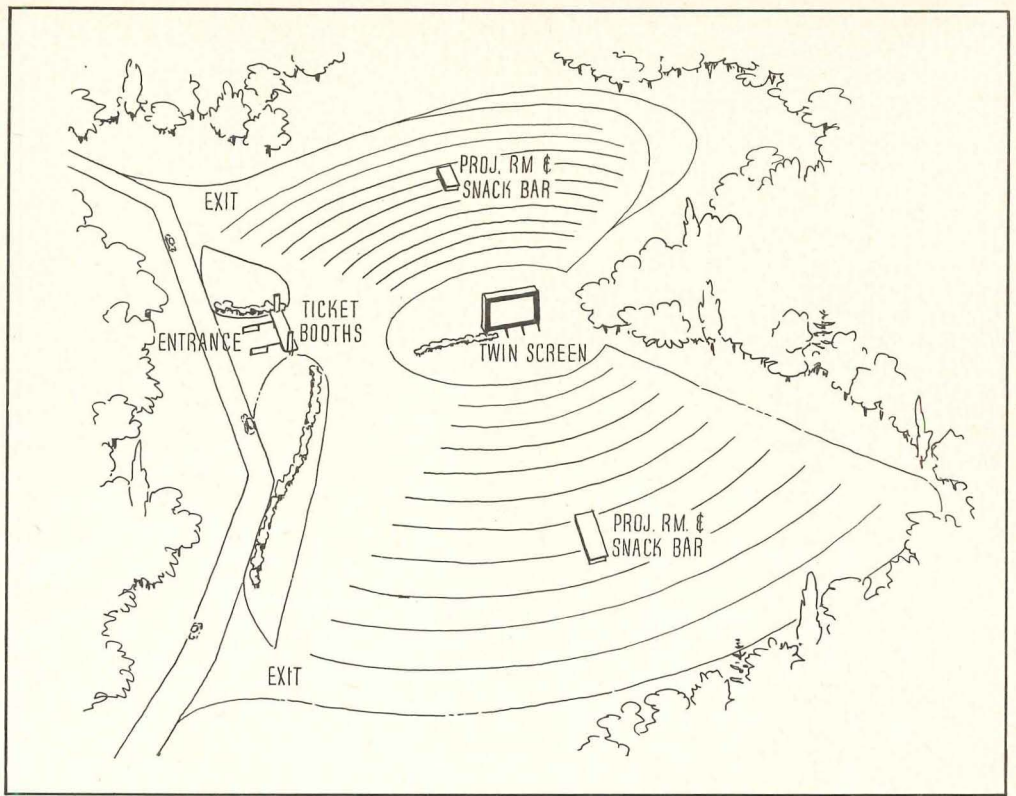 PROJ. RM ¢
SNACK BAR
EXIT
TICKET
BOOTHS
ENTRANCE
TWIN SCREEN
PROJ. RM. ¢
SNACK BAR
EXIT